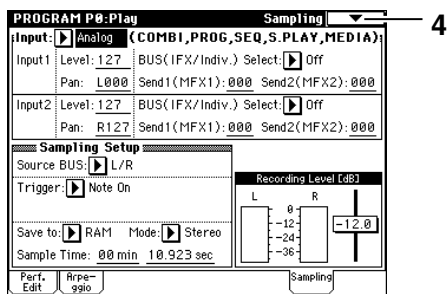 PROGRAM P0:Play Sampling
4
Input: Analog (COMBI,PROG,SEQ,S.PLAY,MEDIA):
Input1 Level: 127 BUS(IFX/Indiv.) Select: Off
Pan: L000 Send1(MFX1): 000 Send2(MFX2): 000
Input2 Level: 127 BUS(IFX/Indiv.) Select: Off
Pan: R127 Send1(MFX1): 000 Send2(MFX2): 000
Sampling Setup
Source BUS: L/R
Trigger: Note On
Save to: RAM Mode: Stereo
Sample Time: 00 min 10.923 sec
Recording Level [dB]
L R
0
-12
-24
-36
-12.0
Perf. Edit
Arpeggio
Sampling